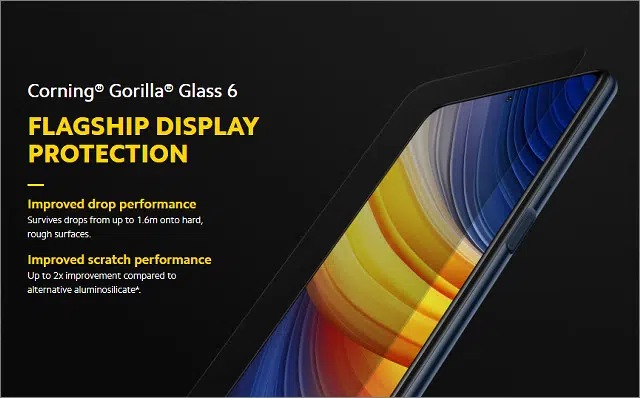 Corning® Gorilla® Glass 6
FLAGSHIP DISPLAY
PROTECTION
Improved drop performance
Survives drops from up to 1.6m onto hard,
rough surfaces.
Improved scratch performance
Up to 2x improvement compared to
alternative aluminosilicate*.